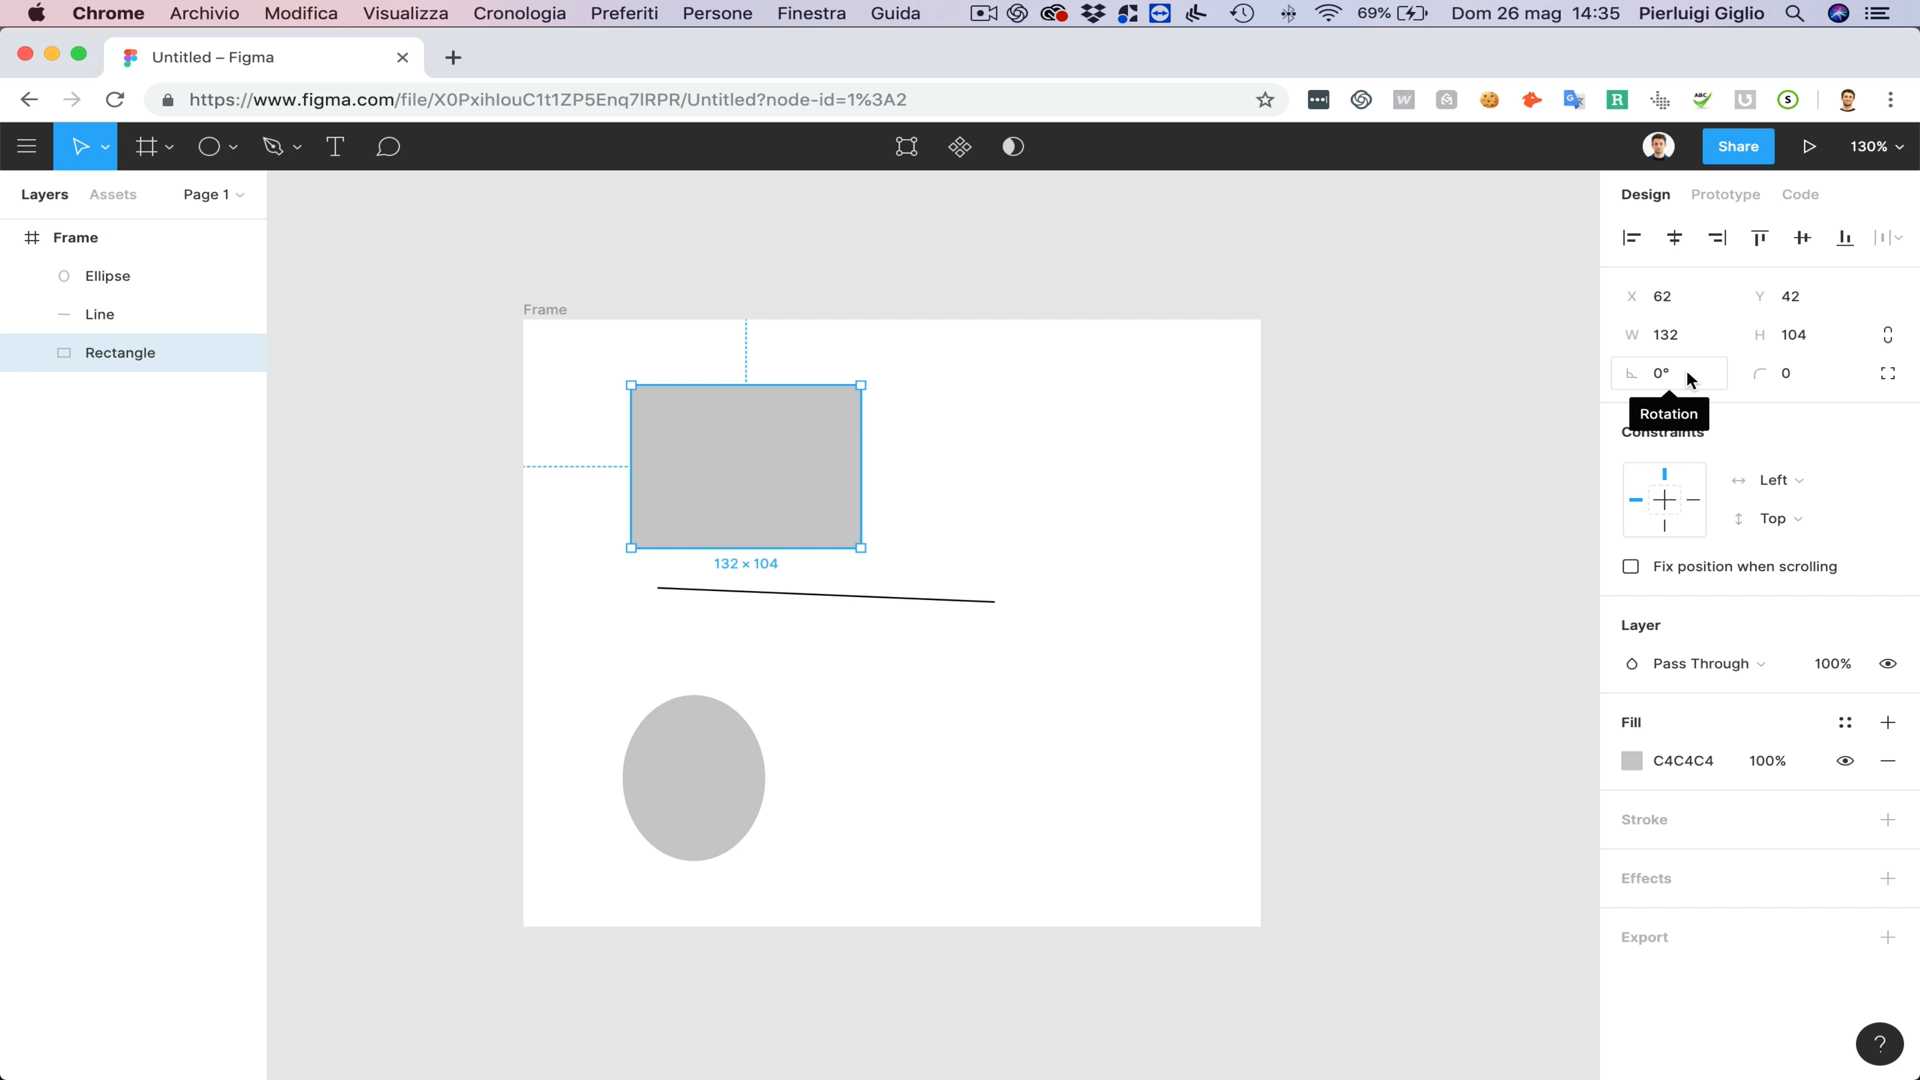 Chrome Archivio Modifica Visualizza Cronologia Preferiti Persone Finestra Guida 69% Dom 26 mag 14:35 Pierluigi Giglio
Untitled – Figma
https://www.figma.com/file/X0PxihIouC1t1ZP5Enq7IRPR/Untitled?node-id=1%3A2
Share 130%
Layers Assets Page 1
Design Prototype Code
Frame
Ellipse
Line
Rectangle
Frame
132 × 104
X 62 Y 42
W 132 H 104
0° 0
Rotation
Constraints
Left
Top
Fix position when scrolling
Layer
Pass Through 100%
Fill
C4C4C4 100%
Stroke
Effects
Export
?